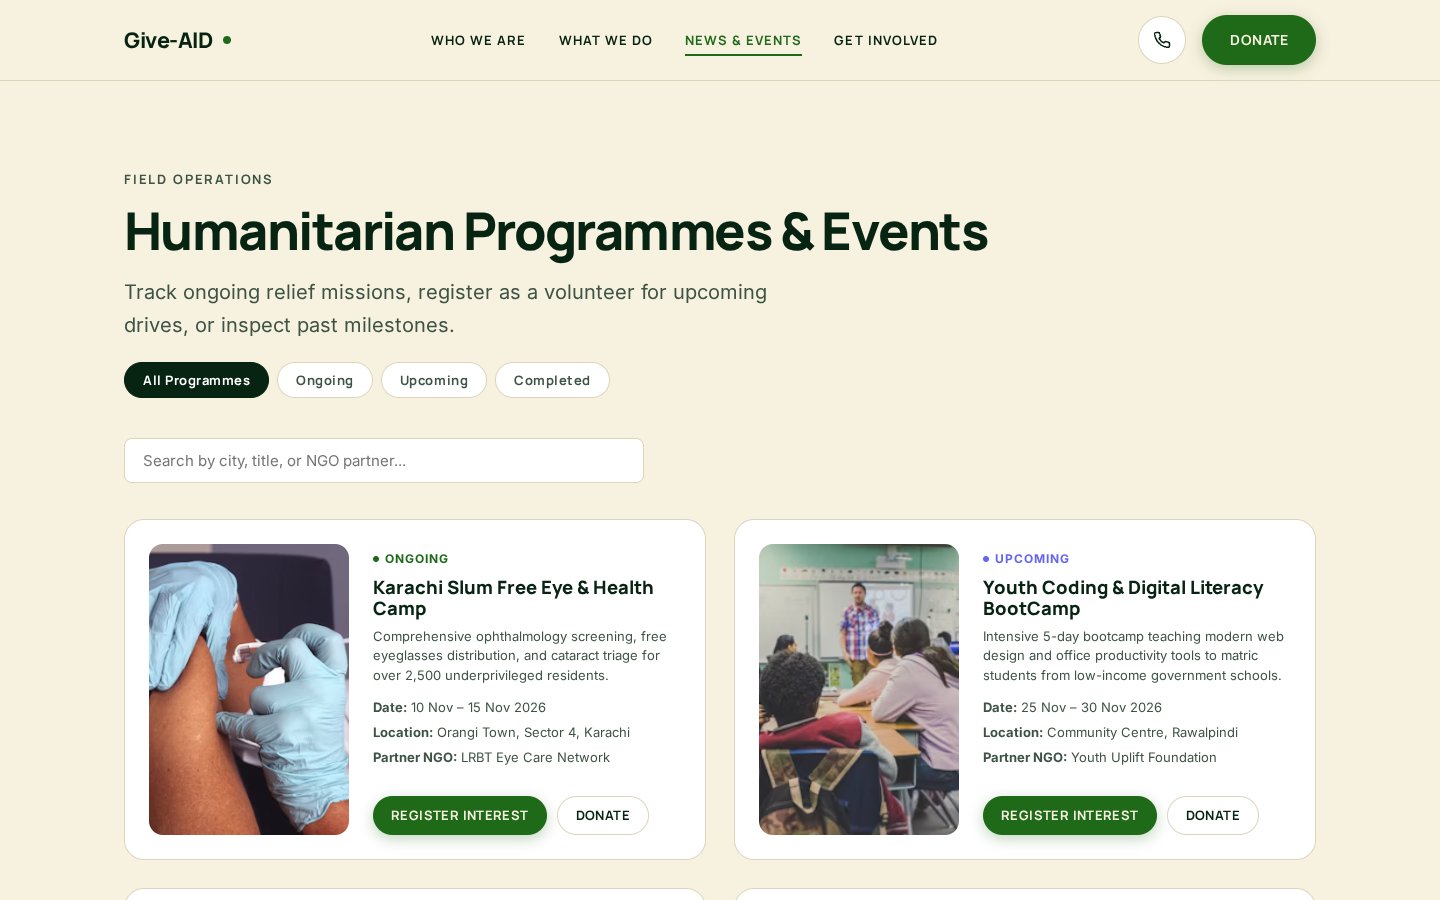 Give-AID
WHO WE ARE
WHAT WE DO
NEWS & EVENTS
GET INVOLVED
DONATE
FIELD OPERATIONS
Humanitarian Programmes & Events
Track ongoing relief missions, register as a volunteer for upcoming
drives, or inspect past milestones.
All Programmes
Ongoing
Upcoming
Completed
Search by city, title, or NGO partner...
ONGOING
Karachi Slum Free Eye & Health
Camp
Comprehensive ophthalmology screening, free
eyeglasses distribution, and cataract triage for
over 2,500 underprivileged residents.
Date: 10 Nov – 15 Nov 2026
Location: Orangi Town, Sector 4, Karachi
Partner NGO: LRBT Eye Care Network
REGISTER INTEREST
DONATE
UPCOMING
Youth Coding & Digital Literacy
BootCamp
Intensive 5-day bootcamp teaching modern web
design and office productivity tools to matric
students from low-income government schools.
Date: 25 Nov – 30 Nov 2026
Location: Community Centre, Rawalpindi
Partner NGO: Youth Uplift Foundation
REGISTER INTEREST
DONATE